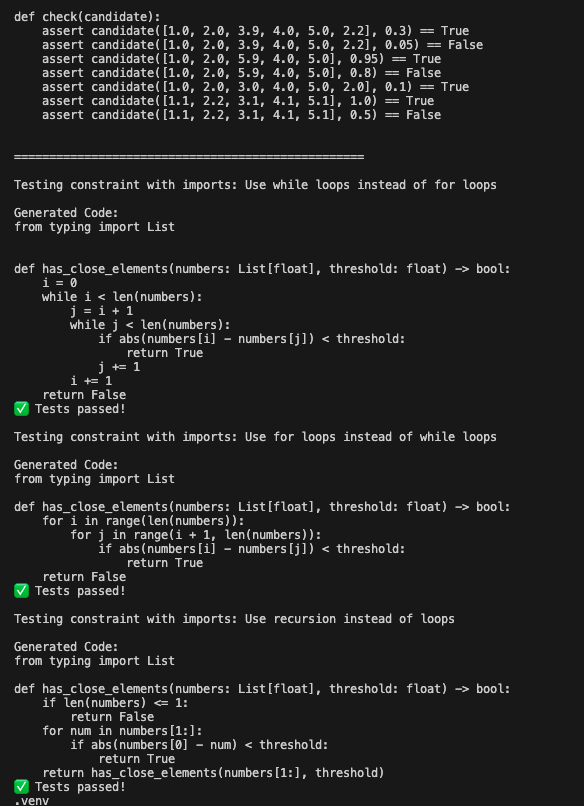 def check(candidate):
    assert candidate([1.0, 2.0, 3.9, 4.0, 5.0, 2.2], 0.3) == True
    assert candidate([1.0, 2.0, 3.9, 4.0, 5.0, 2.2], 0.05) == False
    assert candidate([1.0, 2.0, 5.9, 4.0, 5.0], 0.95) == True
    assert candidate([1.0, 2.0, 5.9, 4.0, 5.0], 0.8) == False
    assert candidate([1.0, 2.0, 3.0, 4.0, 5.0, 2.0], 0.1) == True
    assert candidate([1.1, 2.2, 3.1, 4.1, 5.1], 1.0) == True
    assert candidate([1.1, 2.2, 3.1, 4.1, 5.1], 0.5) == False
==================================================
Testing constraint with imports: Use while loops instead of for loops
Generated Code:
from typing import List
def has_close_elements(numbers: List[float], threshold: float) -> bool:
    i = 0
    while i < len(numbers):
        j = i + 1
        while j < len(numbers):
            if abs(numbers[i] - numbers[j]) < threshold:
                return True
            j += 1
        i += 1
    return False
✅ Tests passed!
Testing constraint with imports: Use for loops instead of while loops
Generated Code:
from typing import List
def has_close_elements(numbers: List[float], threshold: float) -> bool:
    for i in range(len(numbers)):
        for j in range(i + 1, len(numbers)):
            if abs(numbers[i] - numbers[j]) < threshold:
                return True
    return False
✅ Tests passed!
Testing constraint with imports: Use recursion instead of loops
Generated Code:
from typing import List
def has_close_elements(numbers: List[float], threshold: float) -> bool:
    if len(numbers) <= 1:
        return False
    for num in numbers[1:]:
        if abs(numbers[0] - num) < threshold:
            return True
    return has_close_elements(numbers[1:], threshold)
✅ Tests passed!
.venv